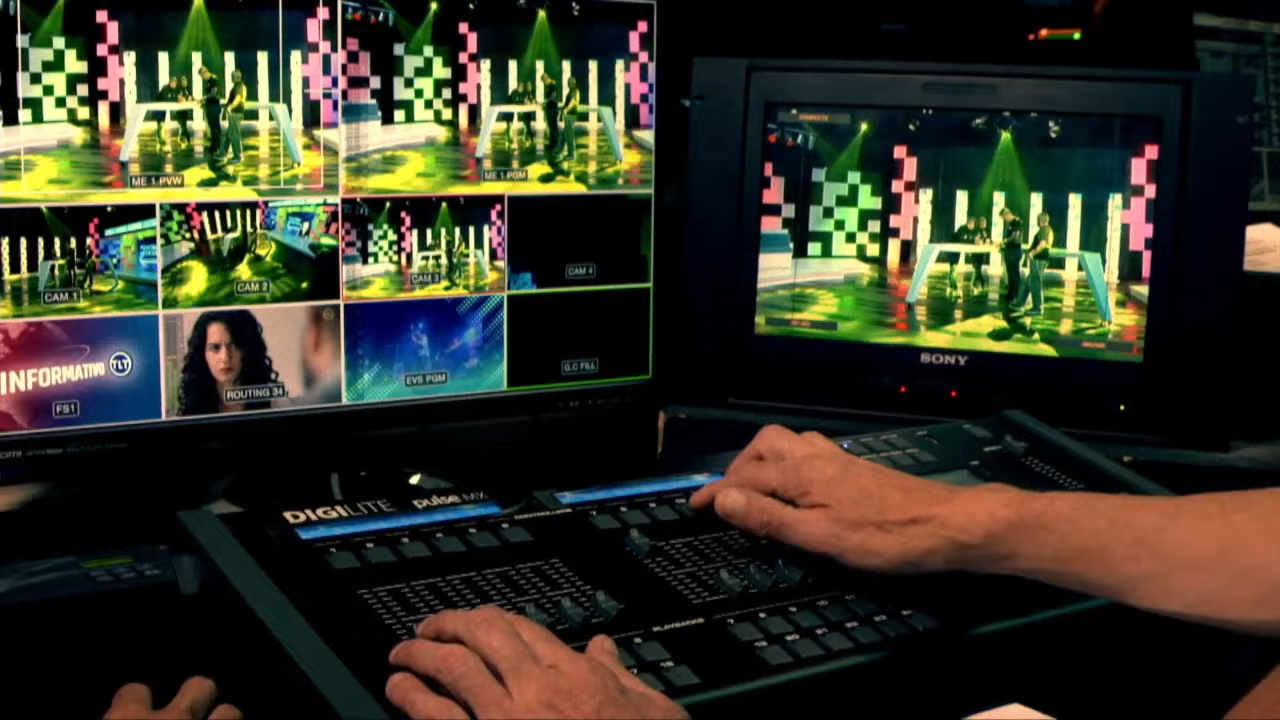 ME 1 PVW
ME 1 PGM
CAM 1
CAM 2
CAM 3
CAM 4
INFORMATIVO TLT
FS1
ROUTING 34
EVS PGM
G.C FILL
SONY
DIGILITE pulse MX
PLAYBACKS